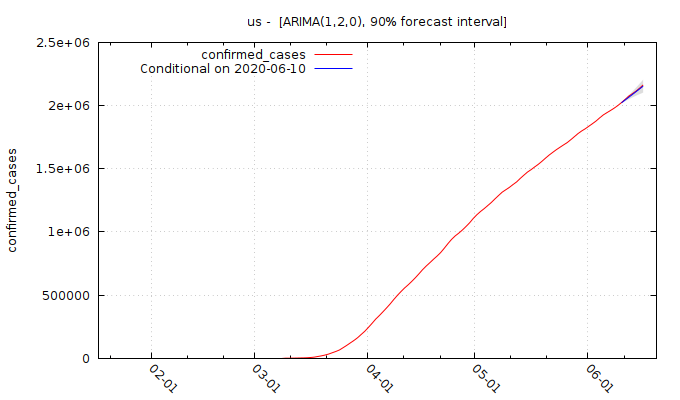 us -  [ARIMA(1,2,0), 90% forecast interval]
2.5e+06
confirmed_cases
Conditional on 2020-06-10
2e+06
1.5e+06
1e+06
500000
0
confirmed_cases
02-01
03-01
04-01
05-01
06-01